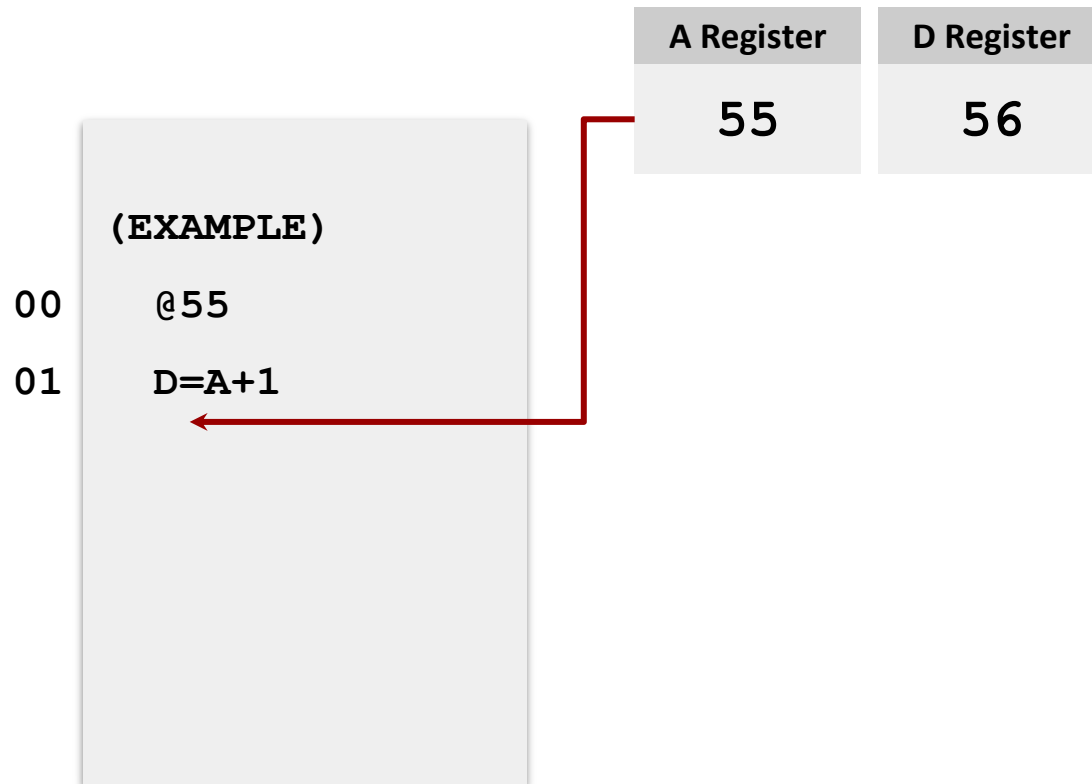 A Register D Register
55 56
(EXAMPLE)
00 @55
01 D=A+1